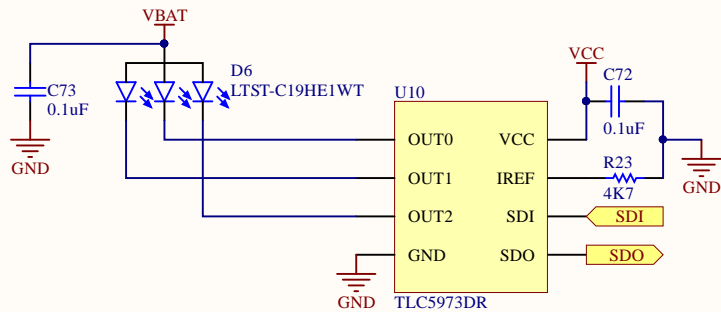 VBAT
D6
LTST-C19HE1WT
C73
0.1uF
GND
U10
OUT0
OUT1
OUT2
GND
VCC
IREF
SDI
SDO
TLC5973DR
GND
VCC
C72
0.1uF
R23
4K7
GND
SDI
SDO